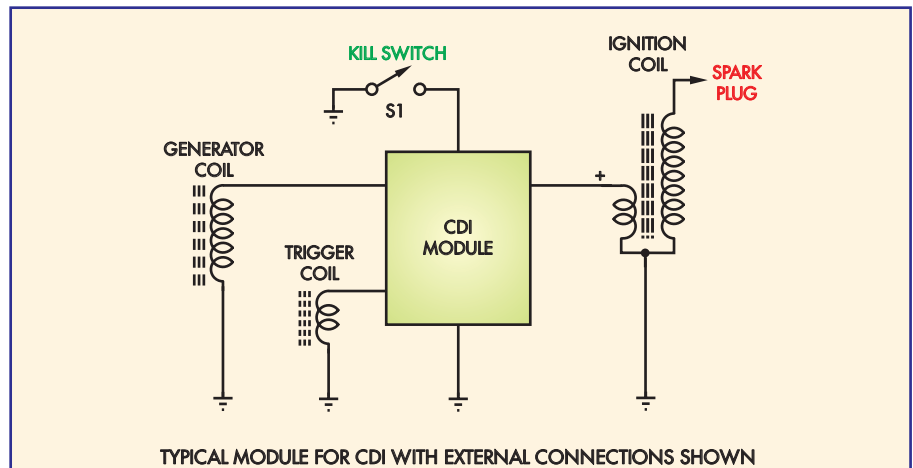 KILL SWITCH
S1
IGNITION
COIL
SPARK
PLUG
GENERATOR
COIL
+
CDI
MODULE
TRIGGER
COIL
TYPICAL MODULE FOR CDI WITH EXTERNAL CONNECTIONS SHOWN